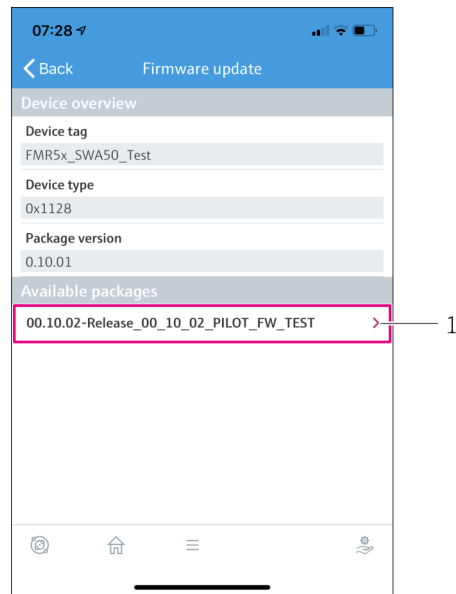 07:28
Back Firmware update
Device overview
Device tag
FMR5x_SWA50_Test
Device type
0x1128
Package version
0.10.01
Available packages
00.10.02-Release_00_10_02_PILOT_FW_TEST
1